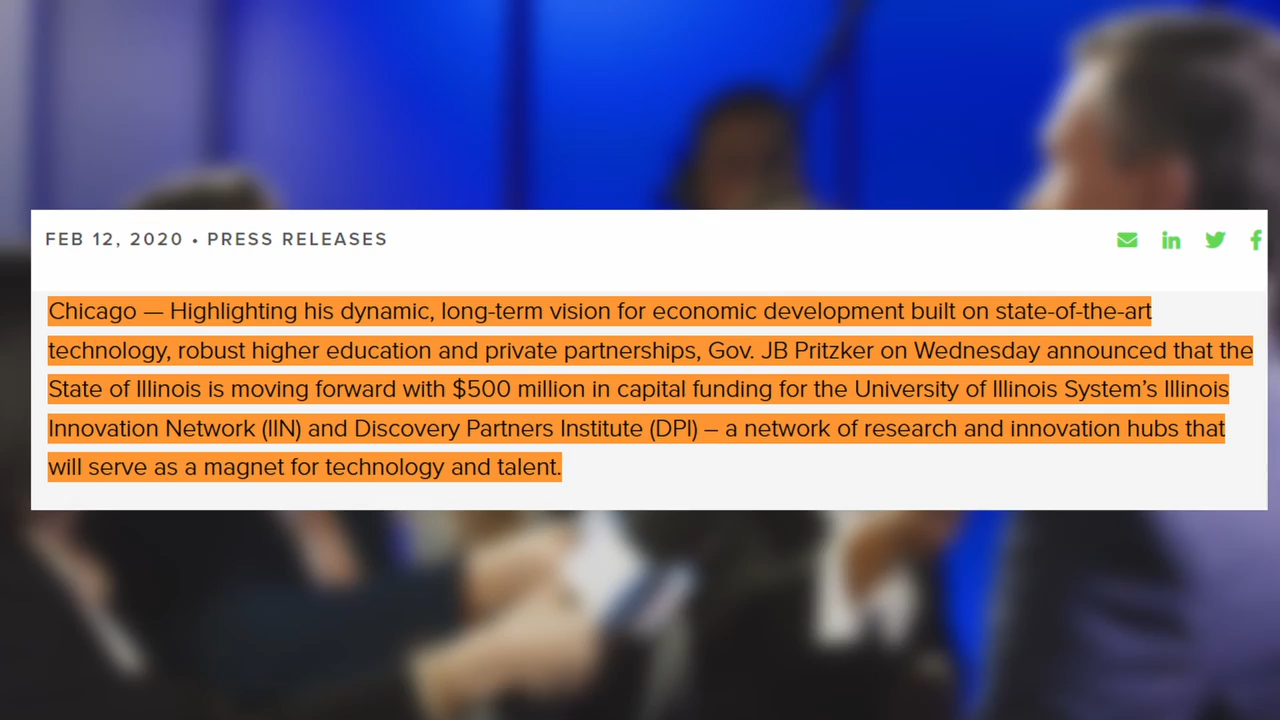 FEB 12, 2020 • PRESS RELEASES
Chicago — Highlighting his dynamic, long-term vision for economic development built on state-of-the-art
technology, robust higher education and private partnerships, Gov. JB Pritzker on Wednesday announced that the
State of Illinois is moving forward with $500 million in capital funding for the University of Illinois System’s Illinois
Innovation Network (IIN) and Discovery Partners Institute (DPI) – a network of research and innovation hubs that
will serve as a magnet for technology and talent.